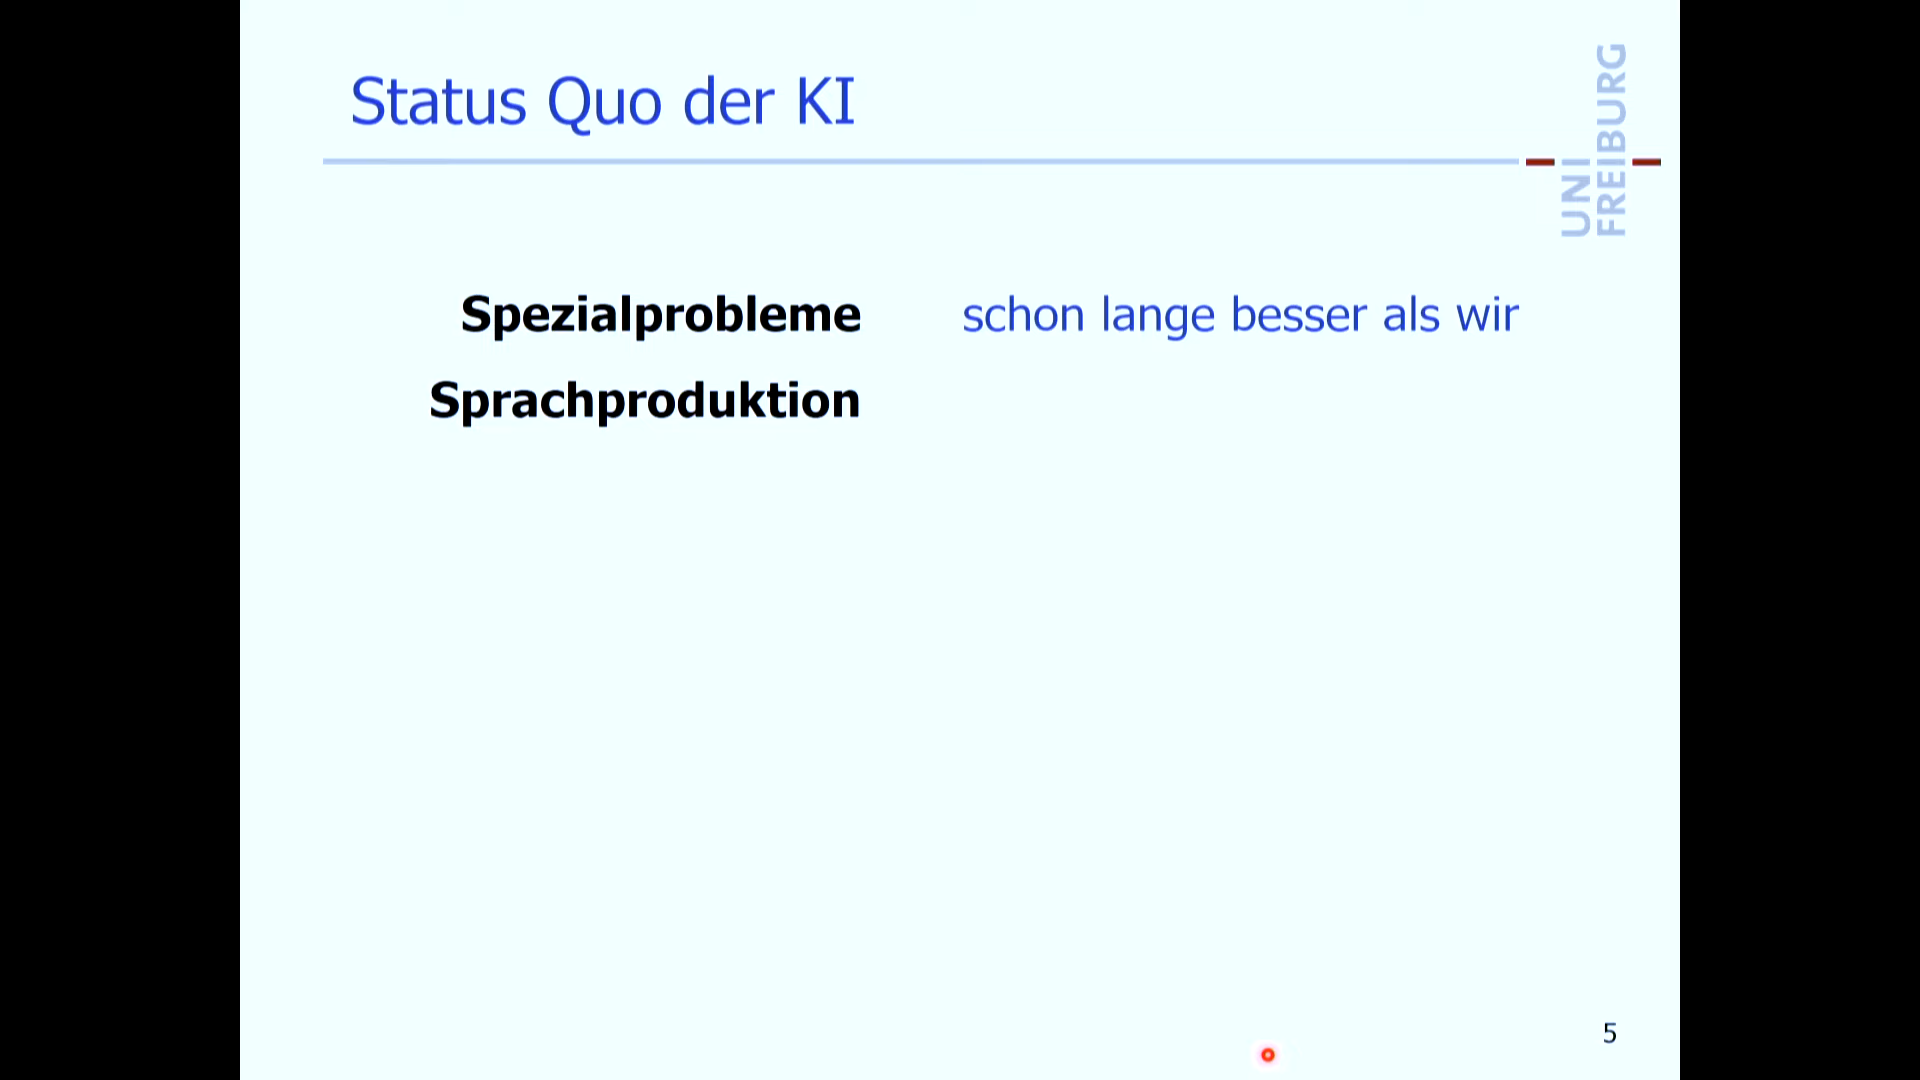 Status Quo der KI
UNI
FREIBURG
Spezialprobleme schon lange besser als wir
Sprachproduktion
5